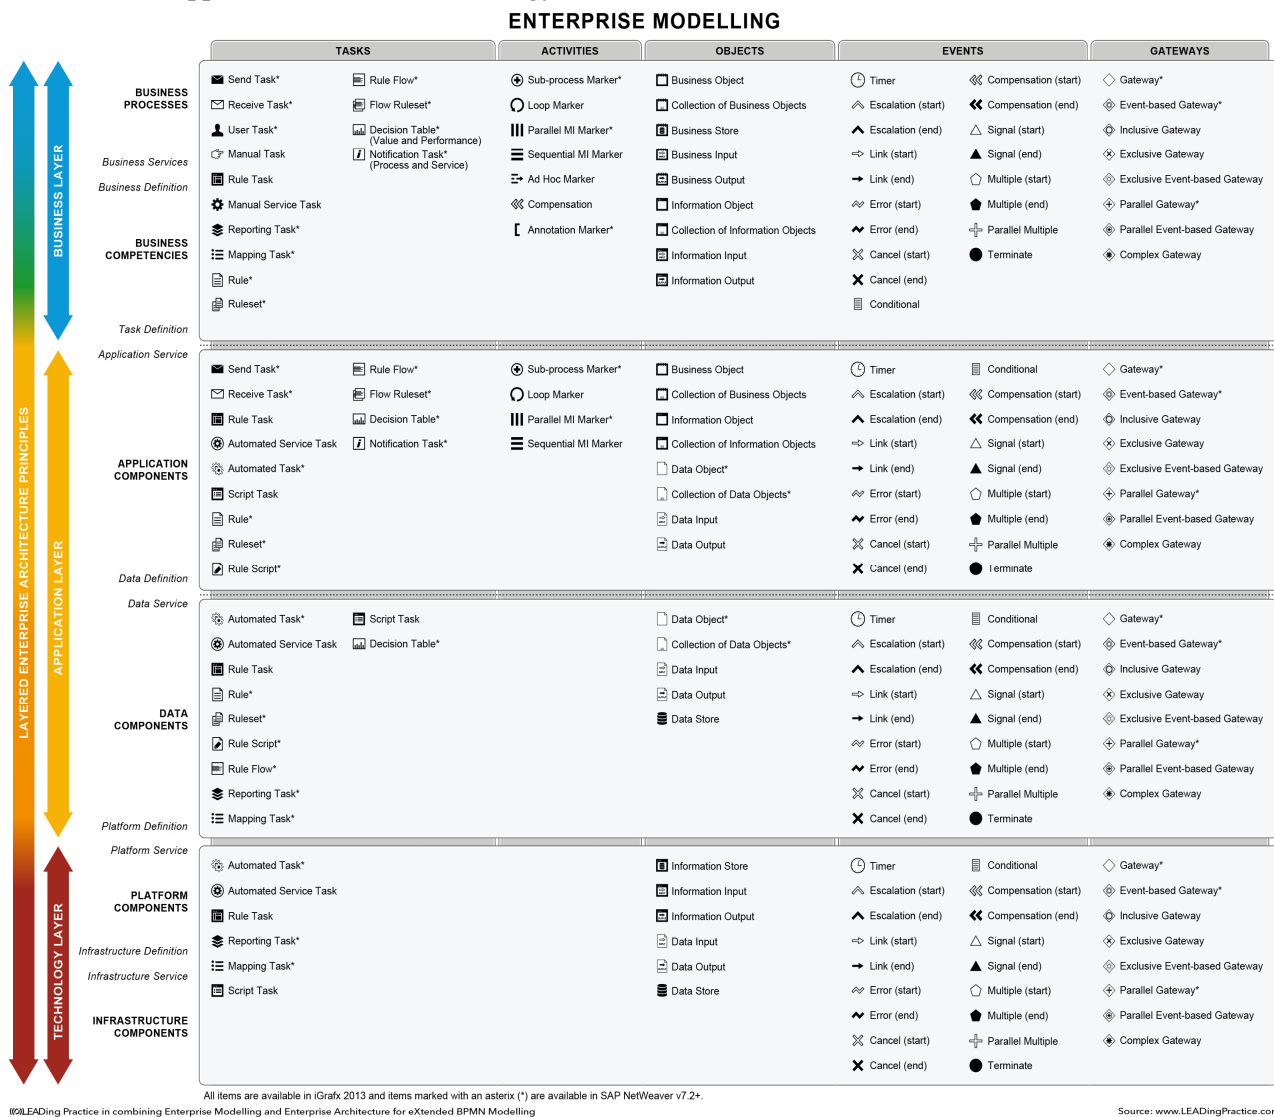 ENTERPRISE MODELLING
TASKS
ACTIVITIES
OBJECTS
EVENTS
GATEWAYS
LAYERED ENTERPRISE ARCHITECTURE PRINCIPLES
BUSINESS LAYER
BUSINESS
PROCESSES
Business Services
Business Definition
BUSINESS
COMPETENCIES
Task Definition
Send Task*
Receive Task*
User Task*
Manual Task
Rule Task
Manual Service Task
Reporting Task*
Mapping Task*
Rule*
Ruleset*
Rule Flow*
Flow Ruleset*
Decision Table*
(Value and Performance)
Notification Task*
(Process and Service)
Sub-process Marker*
Loop Marker
Parallel MI Marker*
Sequential MI Marker
Ad Hoc Marker
Compensation
Annotation Marker*
Business Object
Collection of Business Objects
Business Store
Business Input
Business Output
Information Object
Collection of Information Objects
Information Input
Information Output
Timer
Escalation (start)
Escalation (end)
Link (start)
Link (end)
Error (start)
Error (end)
Cancel (start)
Cancel (end)
Conditional
Compensation (start)
Compensation (end)
Signal (start)
Signal (end)
Multiple (start)
Multiple (end)
Parallel Multiple
Terminate
Gateway*
Event-based Gateway*
Inclusive Gateway
Exclusive Gateway
Exclusive Event-based Gateway
Parallel Gateway*
Parallel Event-based Gateway
Complex Gateway
APPLICATION LAYER
Application Service
APPLICATION
COMPONENTS
Data Definition
Send Task*
Receive Task*
Rule Task
Automated Service Task
Automated Task*
Script Task
Rule*
Ruleset*
Rule Script*
Rule Flow*
Flow Ruleset*
Decision Table*
Notification Task*
Sub-process Marker*
Loop Marker
Parallel MI Marker*
Sequential MI Marker
Business Object
Collection of Business Objects
Information Object
Collection of Information Objects
Data Object*
Collection of Data Objects*
Data Input
Data Output
Timer
Escalation (start)
Escalation (end)
Link (start)
Link (end)
Error (start)
Error (end)
Cancel (start)
Cancel (end)
Conditional
Compensation (start)
Compensation (end)
Signal (start)
Signal (end)
Multiple (start)
Multiple (end)
Parallel Multiple
Terminate
Gateway*
Event-based Gateway*
Inclusive Gateway
Exclusive Gateway
Exclusive Event-based Gateway
Parallel Gateway*
Parallel Event-based Gateway
Complex Gateway
Data Service
DATA
COMPONENTS
Platform Definition
Automated Task*
Automated Service Task
Rule Task
Rule*
Ruleset*
Rule Script*
Rule Flow*
Reporting Task*
Mapping Task*
Script Task
Decision Table*
Data Object*
Collection of Data Objects*
Data Input
Data Output
Data Store
Timer
Escalation (start)
Escalation (end)
Link (start)
Link (end)
Error (start)
Error (end)
Cancel (start)
Cancel (end)
Conditional
Compensation (start)
Compensation (end)
Signal (start)
Signal (end)
Multiple (start)
Multiple (end)
Parallel Multiple
Terminate
Gateway*
Event-based Gateway*
Inclusive Gateway
Exclusive Gateway
Exclusive Event-based Gateway
Parallel Gateway*
Parallel Event-based Gateway
Complex Gateway
TECHNOLOGY LAYER
Platform Service
PLATFORM
COMPONENTS
Infrastructure Definition
Infrastructure Service
INFRASTRUCTURE
COMPONENTS
Automated Task*
Automated Service Task
Rule Task
Reporting Task*
Mapping Task*
Script Task
Information Store
Information Input
Information Output
Data Input
Data Output
Data Store
Timer
Escalation (start)
Escalation (end)
Link (start)
Link (end)
Error (start)
Error (end)
Cancel (start)
Cancel (end)
Conditional
Compensation (start)
Compensation (end)
Signal (start)
Signal (end)
Multiple (start)
Multiple (end)
Parallel Multiple
Terminate
Gateway*
Event-based Gateway*
Inclusive Gateway
Exclusive Gateway
Exclusive Event-based Gateway
Parallel Gateway*
Parallel Event-based Gateway
Complex Gateway
All items are available in iGrafx 2013 and items marked with an asterix (*) are available in SAP NetWeaver v7.2+.
LEADing Practice in combining Enterprise Modelling and Enterprise Architecture for eXtended BPMN Modelling
Source: www.LEADingPractice.com